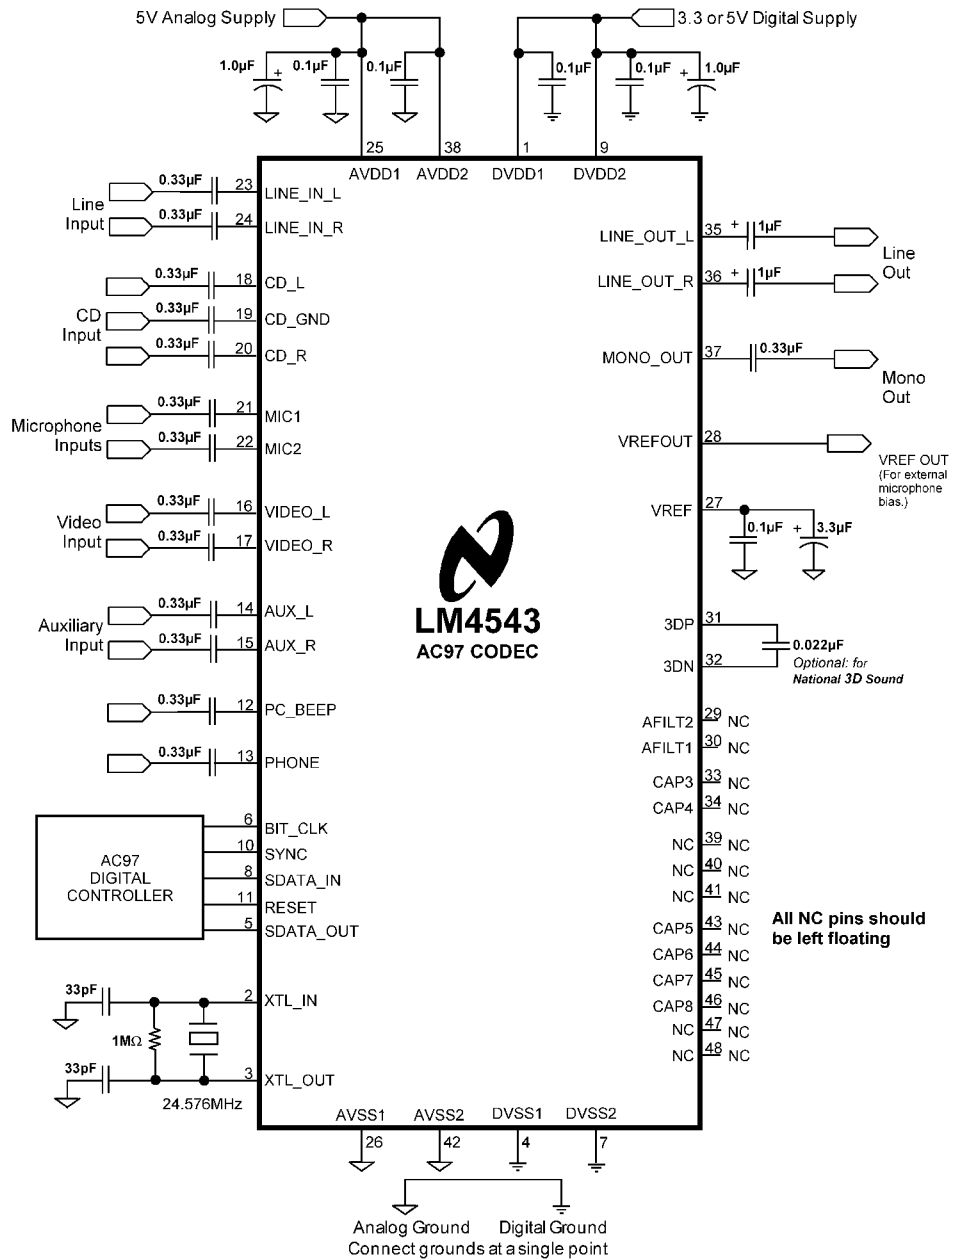 5V Analog Supply
3.3 or 5V Digital Supply
1.0µF +
0.1µF
0.1µF
0.1µF
0.1µF
+ 1.0µF
25
38
1
9
AVDD1
AVDD2
DVDD1
DVDD2
Line
Input
0.33µF
23
LINE_IN_L
0.33µF
24
LINE_IN_R
CD
Input
0.33µF
18
CD_L
0.33µF
19
CD_GND
0.33µF
20
CD_R
Microphone
Inputs
0.33µF
21
MIC1
0.33µF
22
MIC2
Video
Input
0.33µF
16
VIDEO_L
0.33µF
17
VIDEO_R
Auxiliary
Input
0.33µF
14
AUX_L
0.33µF
15
AUX_R
0.33µF
12
PC_BEEP
0.33µF
13
PHONE
AC97
DIGITAL
CONTROLLER
6
BIT_CLK
10
SYNC
8
SDATA_IN
11
RESET
5
SDATA_OUT
33pF
2
XTL_IN
1MΩ
33pF
3
XTL_OUT
24.576MHz
LM4543
AC97 CODEC
LINE_OUT_L
35
+ 1µF
LINE_OUT_R
36
+ 1µF
Line
Out
MONO_OUT
37
0.33µF
Mono
Out
VREFOUT
28
VREF OUT
(For external
microphone
bias.)
VREF
27
0.1µF
+ 3.3µF
3DP
31
3DN
32
0.022µF
Optional: for
National 3D Sound
AFILT2 29 NC
AFILT1 30 NC
CAP3 33 NC
CAP4 34 NC
NC 39 NC
NC 40 NC
NC 41 NC
CAP5 43 NC
CAP6 44 NC
CAP7 45 NC
CAP8 46 NC
NC 47 NC
NC 48 NC
All NC pins should
be left floating
AVSS1
AVSS2
DVSS1
DVSS2
26
42
4
7
Analog Ground
Digital Ground
Connect grounds at a single point